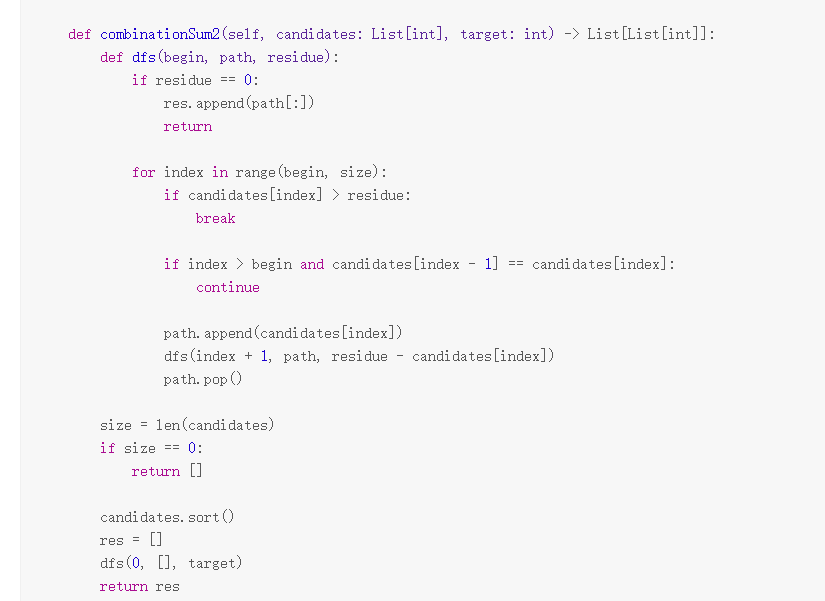 def combinationSum2(self, candidates: List[int], target: int) -> List[List[int]]:
    def dfs(begin, path, residue):
        if residue == 0:
            res.append(path[:])
            return

        for index in range(begin, size):
            if candidates[index] > residue:
                break

            if index > begin and candidates[index - 1] == candidates[index]:
                continue

            path.append(candidates[index])
            dfs(index + 1, path, residue - candidates[index])
            path.pop()

    size = len(candidates)
    if size == 0:
        return []

    candidates.sort()
    res = []
    dfs(0, [], target)
    return res